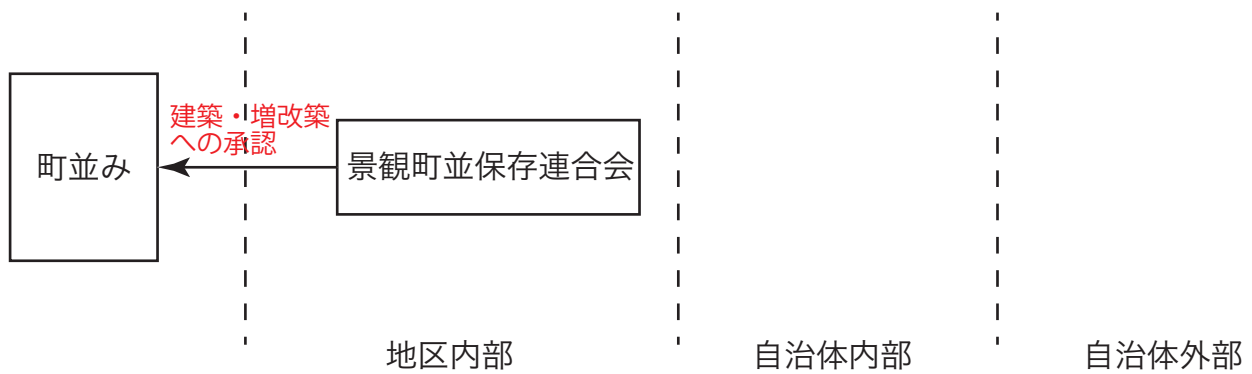 建築・増改築
への承認
町並み
景観町並保存連合会
地区内部
自治体内部
自治体外部